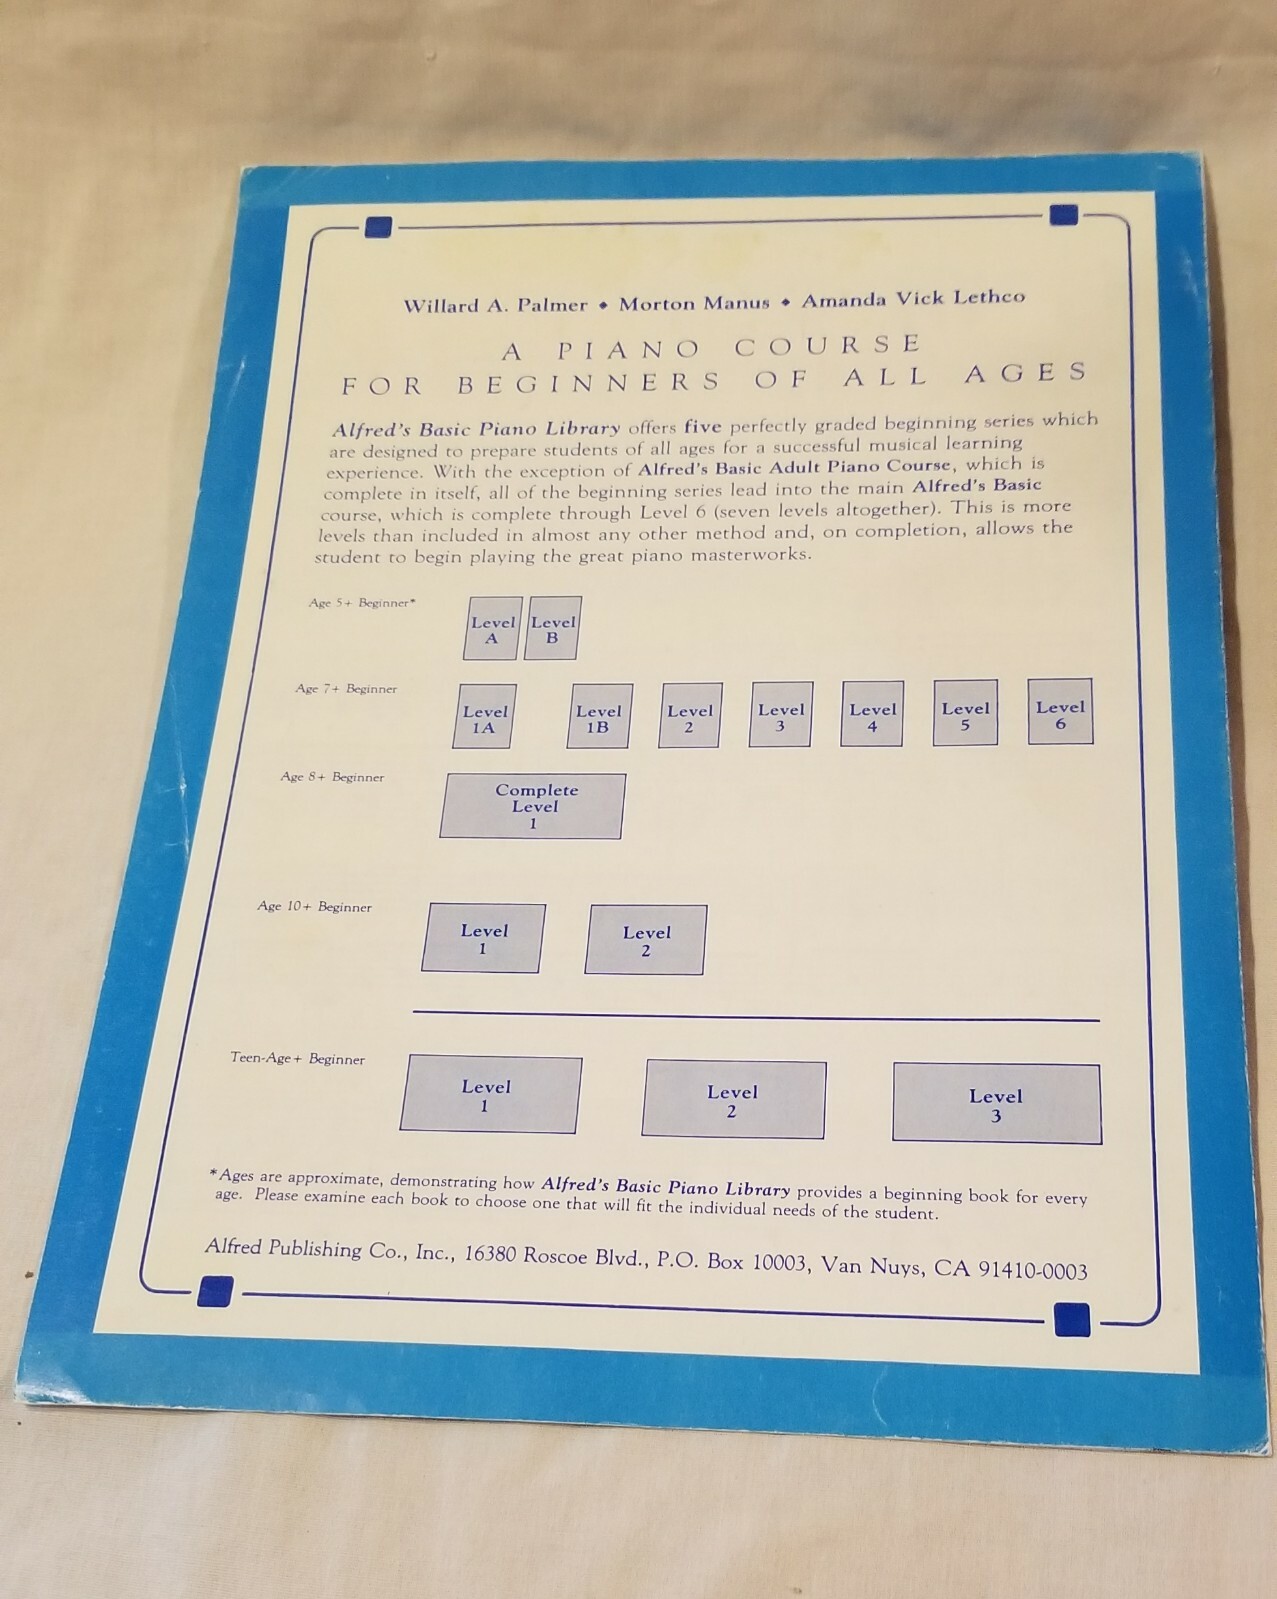 Willard A. Palmer ◆ Morton Manus ◆ Amanda Vick Lethco
A PIANO COURSE
FOR BEGINNERS OF ALL AGES
Alfred's Basic Piano Library offers five perfectly graded beginning series which
are designed to prepare students of all ages for a successful musical learning
experience. With the exception of Alfred's Basic Adult Piano Course, which is
complete in itself, all of the beginning series lead into the main Alfred's Basic
course, which is complete through Level 6 (seven levels altogether). This is more
levels than included in almost any other method and, on completion, allows the
student to begin playing the great piano masterworks.
Age 5+ Beginner*
Level
A
Level
B
Age 7+ Beginner
Level
1A
Level
1B
Level
2
Level
3
Level
4
Level
5
Level
6
Age 8+ Beginner
Complete
Level
1
Age 10+ Beginner
Level
1
Level
2
Teen-Age+ Beginner
Level
1
Level
2
Level
3
*Ages are approximate, demonstrating how Alfred's Basic Piano Library provides a beginning book for every
age. Please examine each book to choose one that will fit the individual needs of the student.
Alfred Publishing Co., Inc., 16380 Roscoe Blvd., P.O. Box 10003, Van Nuys, CA 91410-0003